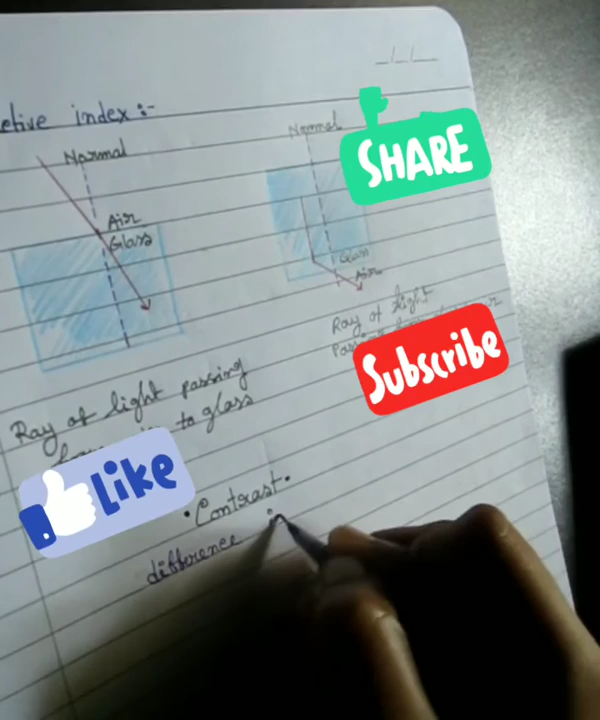 index:-
Normal
Air
Glass
Normal
Glass
Air
SHARE
Ray of light
Subscribe
Ray of light passing
to glass
Like
•Contrast•
difference